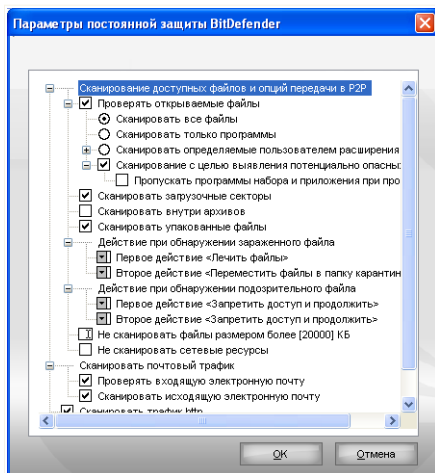 Параметры постоянной защиты BitDefender
Сканирование доступных файлов и опций передачи в P2P
Проверять открываемые файлы
Сканировать все файлы
Сканировать только программы
Сканировать определяемые пользователем расширения
Сканирование с целью выявления потенциально опасны
Пропускать программы набора и приложения при про
Сканировать загрузочные секторы
Сканировать внутри архивов
Сканировать упакованные файлы
Действие при обнаружении зараженного файла
Первое действие <Лечить файлы>
Второе действие <Переместить файлы в папку карантин
Действие при обнаружении подозрительного файла
Первое действие <Запретить доступ и продолжить>
Второе действие <Запретить доступ и продолжить>
Не сканировать файлы размером более [20000] КБ
Не сканировать сетевые ресурсы
Сканировать почтовый трафик
Проверять входящую электронную почту
Сканировать исходящую электронную почту
Сканировать трафик http
OK
Отмена